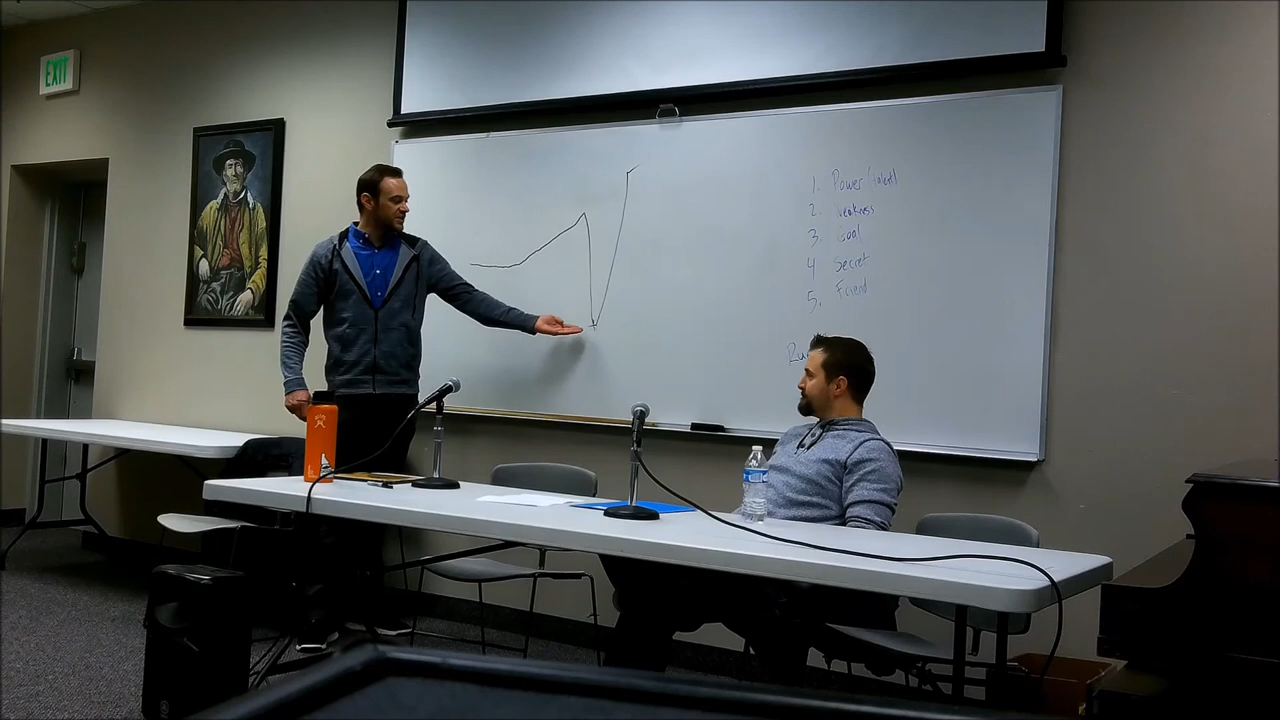 EXIT
1. Power/talent)
2. Weakness
3. Goal
4 Secret
5. Friend